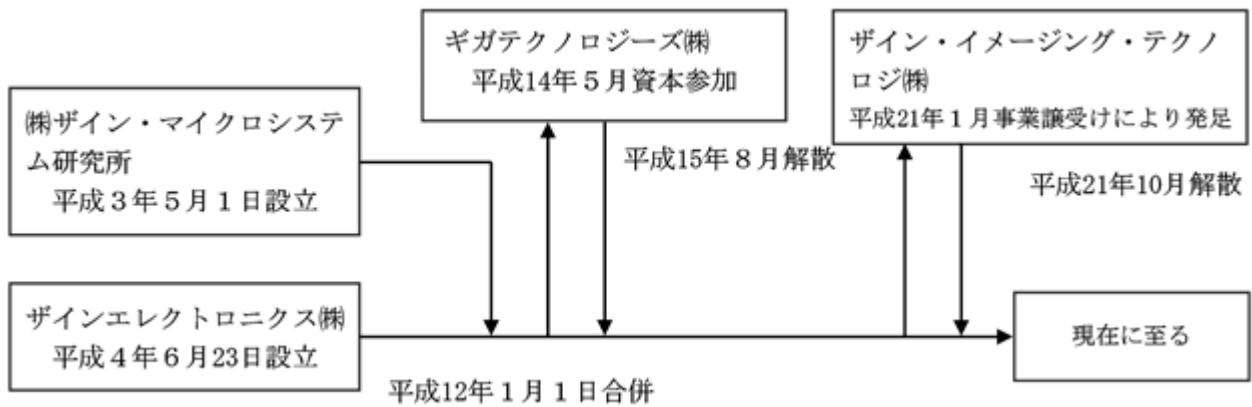 ギガテクノロジーズ㈱
平成14年５月資本参加
ザイン・イメージング・テクノ
ロジ㈱
平成21年１月事業譲受けにより発足
㈱ザイン・マイクロシステ
ム研究所
平成３年５月１日設立
平成15年８月解散
平成21年10月解散
ザインエレクトロニクス㈱
平成４年６月23日設立
現在に至る
平成12年１月１日合併